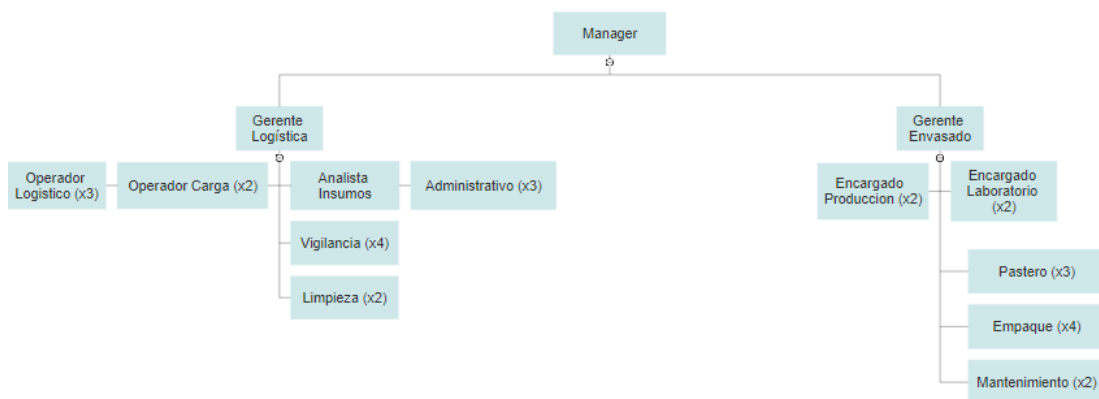 Manager
Gerente
Logística
Gerente
Envasado
Operador
Logistico (x3)
Operador Carga (x2)
Analista
Insumos
Administrativo (x3)
Encargado
Produccion (x2)
Encargado
Laboratorio
(x2)
Vigilancia (x4)
Limpieza (x2)
Pastero (x3)
Empaque (x4)
Mantenimiento (x2)